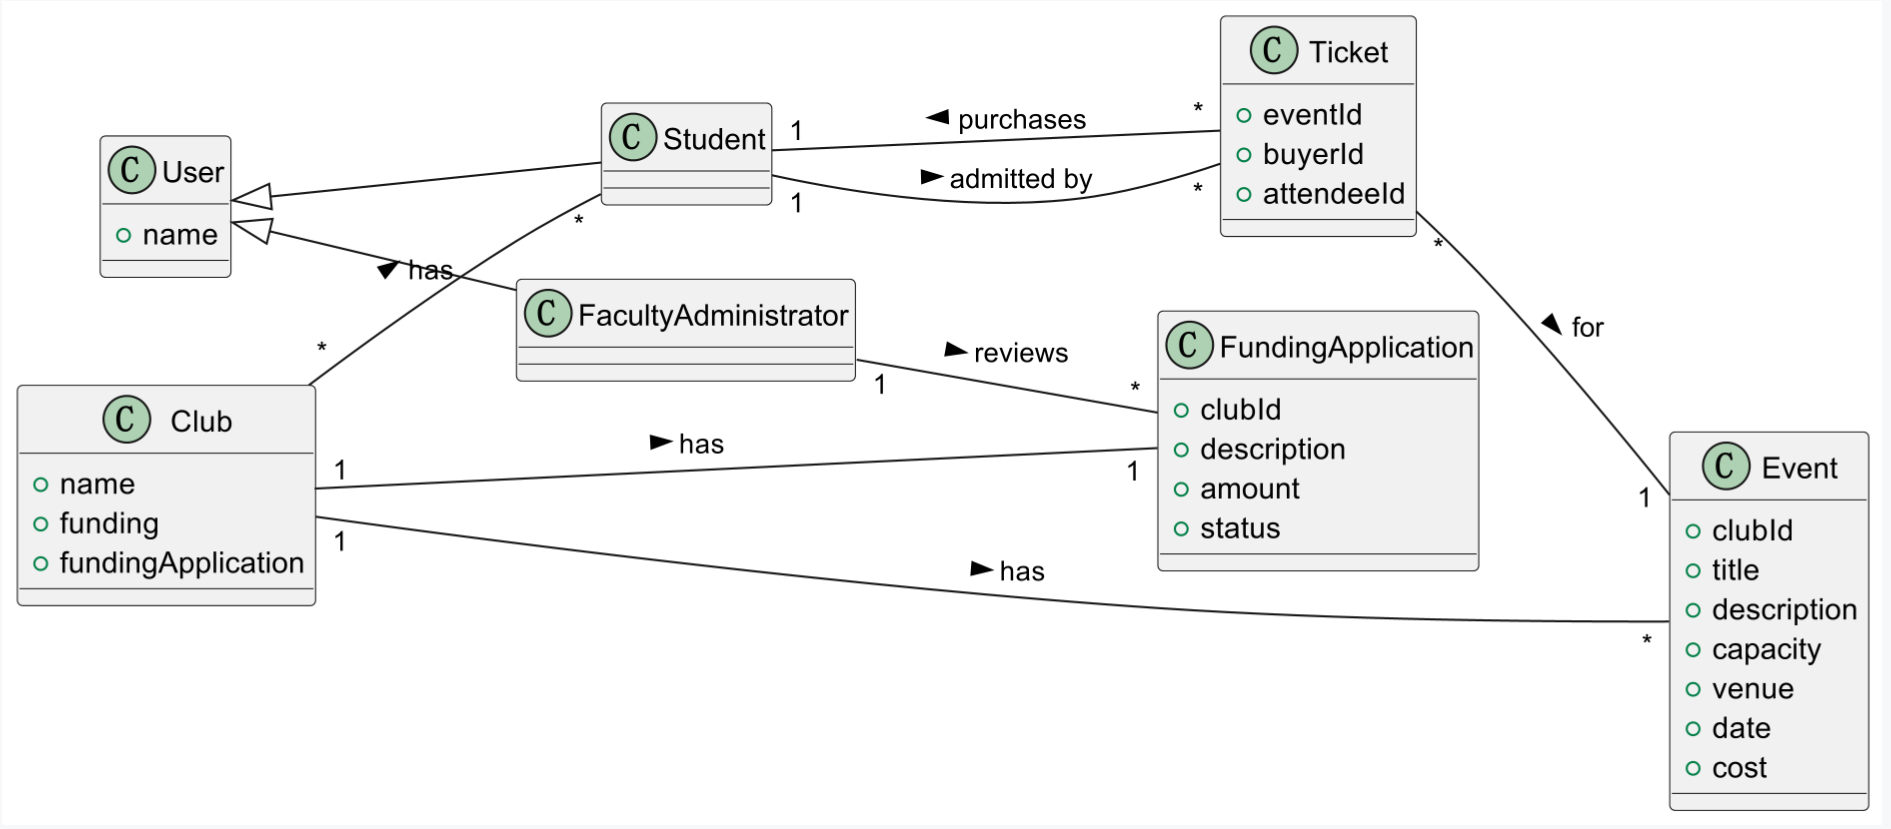 C Ticket
eventId
buyerId
attendeeId
C Student
1
◀ purchases
*
▶ admitted by
1
*
C User
name
*
▶ has
*
C FacultyAdministrator
▶ reviews
1
*
*
▶ for
1
C FundingApplication
clubId
description
amount
status
C Club
name
funding
fundingApplication
1
▶ has
1
1
▶ has
*
C Event
clubId
title
description
capacity
venue
date
cost